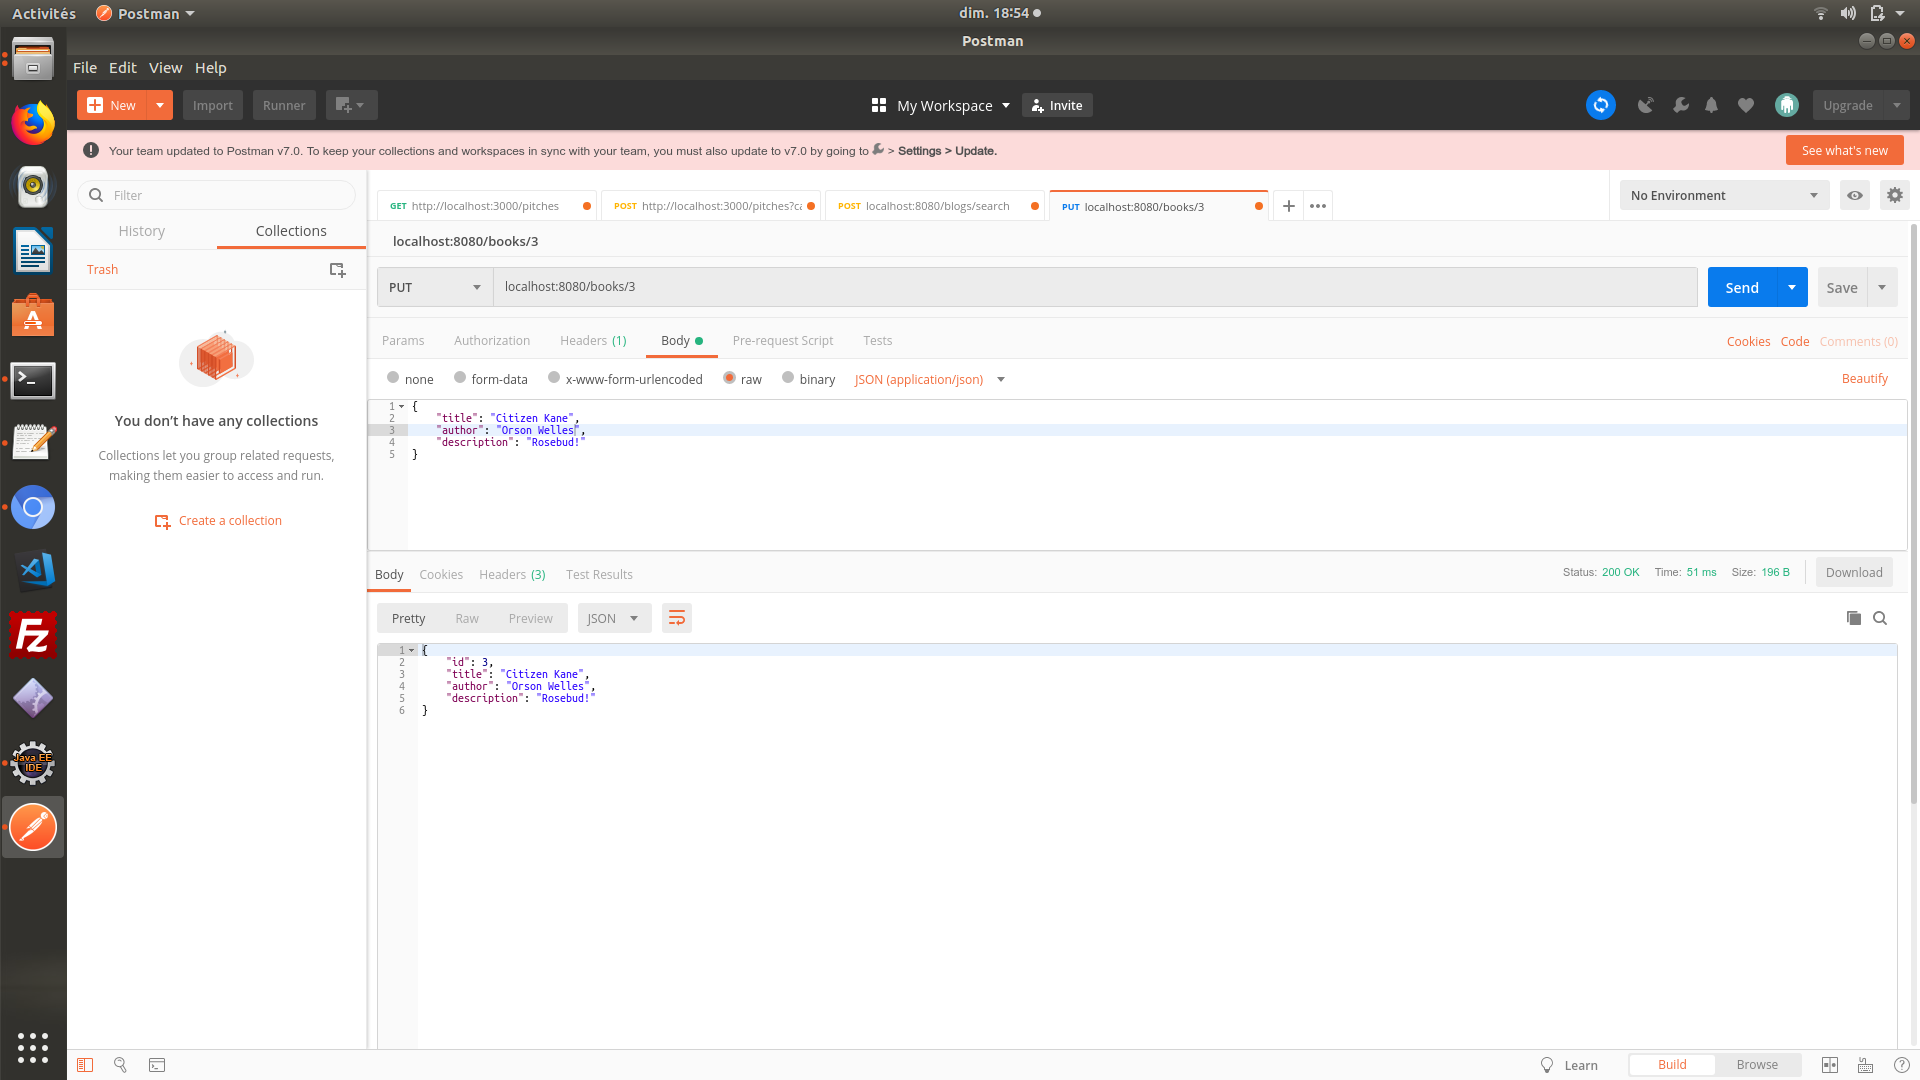 Activités Postman dim. 18:54
Postman
File Edit View Help
New Import Runner My Workspace Invite Upgrade
Your team updated to Postman v7.0. To keep your collections and workspaces in sync with your team, you must also update to v7.0 by going to > Settings > Update. See what's new
Filter
History Collections
Trash
You don’t have any collections
Collections let you group related requests,
making them easier to access and run.
Create a collection
GET http://localhost:3000/pitches POST http://localhost:3000/pitches?ca POST localhost:8080/blogs/search PUT localhost:8080/books/3 No Environment
localhost:8080/books/3
PUT localhost:8080/books/3 Send Save
Params Authorization Headers (1) Body Pre-request Script Tests Cookies Code Comments (0)
none form-data x-www-form-urlencoded raw binary JSON (application/json) Beautify
1 {
2 "title": "Citizen Kane",
3 "author": "Orson Welles",
4 "description": "Rosebud!"
5 }
Body Cookies Headers (3) Test Results Status: 200 OK Time: 51 ms Size: 196 B Download
Pretty Raw Preview JSON
1 {
2 "id": 3,
3 "title": "Citizen Kane",
4 "author": "Orson Welles",
5 "description": "Rosebud!"
6 }
Java EE
IDE
Learn Build Browse